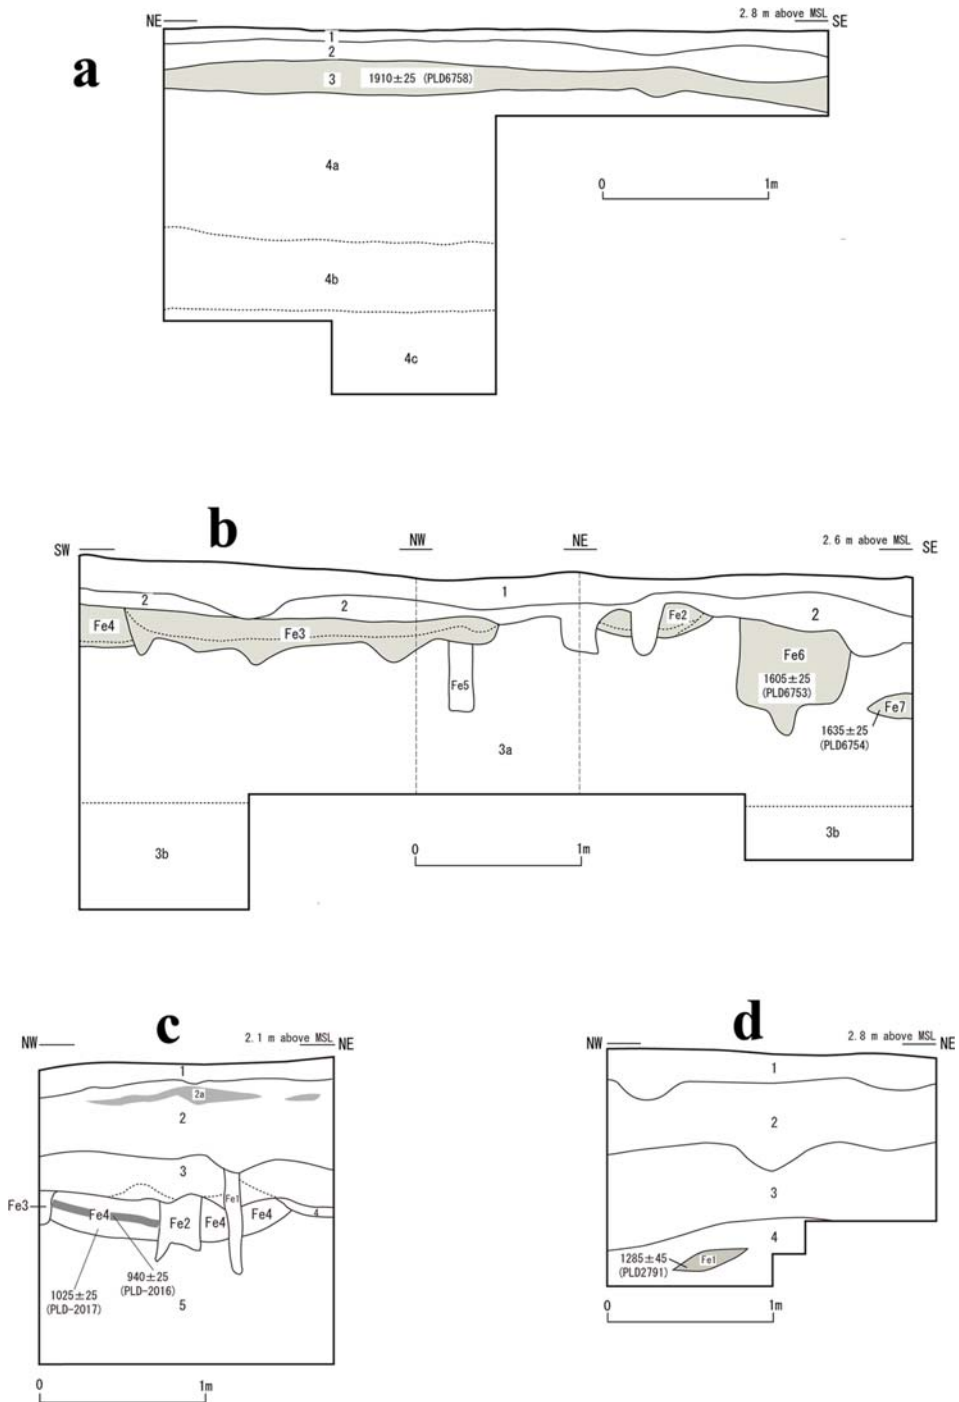 a
NE
2.8 m above MSL
SE
1
2
3
1910±25 (PLD6758)
4a
0
1m
4b
4c
b
SW
NW
NE
2.6 m above MSL
SE
1
2
2
2
Fe4
Fe3
Fe2
Fe6
1605±25
(PLD6753)
Fe5
Fe7
1635±25
(PLD6754)
3a
3b
3b
0
1m
c
NW
2.1 m above MSL
NE
1
2a
2
3
Fe1
Fe3
Fe4
Fe2
Fe4
Fe4
4
940±25
(PLD-2016)
1025±25
(PLD-2017)
5
0
1m
d
NW
2.8 m above MSL
NE
1
2
3
4
1285±45
(PLD2791)
Fe1
0
1m